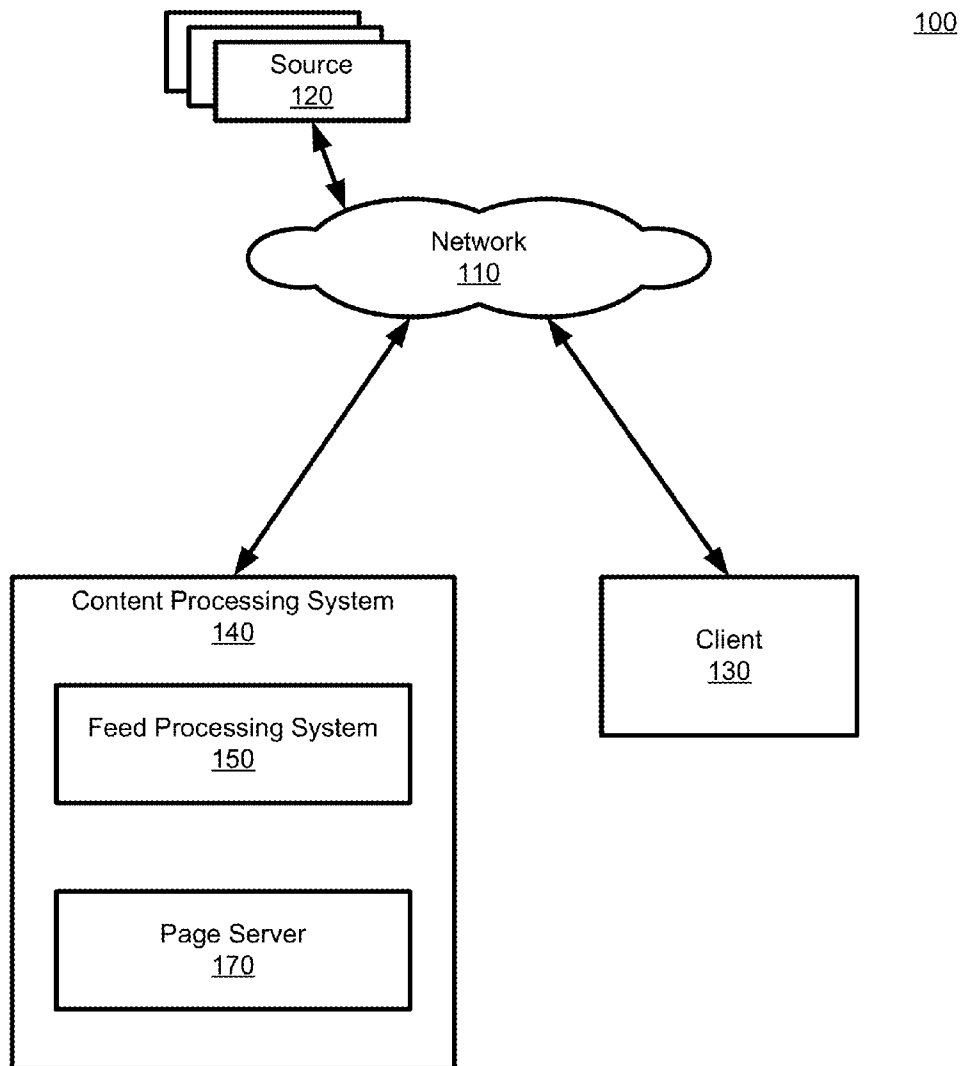 100
Source
120
Network
110
Content Processing System
140
Client
130
Feed Processing System
150
Page Server
170